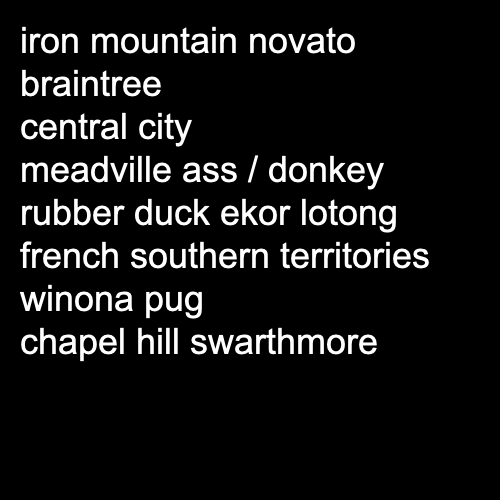 iron mountain novato
braintree
central city
meadville ass / donkey
rubber duck ekor lotong
french southern territories
winona pug
chapel hill swarthmore